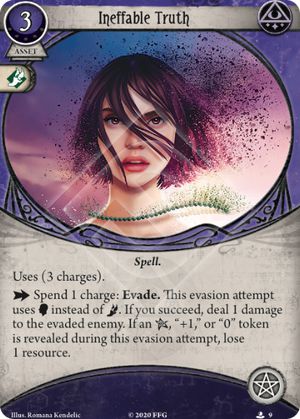 Ineffable Truth
3
ASSET
Spell.
Uses (3 charges).
Spend 1 charge: Evade. This evasion attempt
uses instead of . If you succeed, deal 1 damage
to the evaded enemy. If an , “+1,” or “0” token
is revealed during this evasion attempt, lose
1 resource.
Illus. Romana Kendelic
© 2020 FFG
9